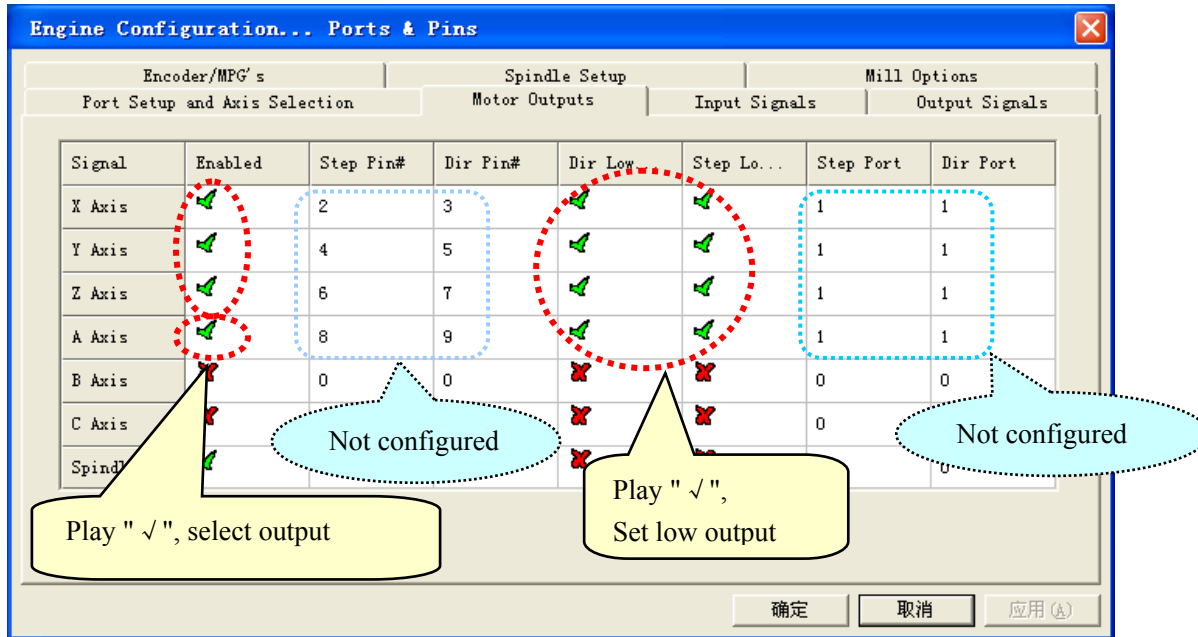 Engine Configuration... Ports & Pins
Encoder/MPG's Spindle Setup Mill Options
Port Setup and Axis Selection Motor Outputs Input Signals Output Signals
Signal Enabled Step Pin# Dir Pin# Dir Low... Step Lo... Step Port Dir Port
X Axis 2 3 1 1
Y Axis 4 5 1 1
Z Axis 6 7 1 1
A Axis 8 9 1 1
B Axis 0 0 0 0
C Axis 0
Not configured
Not configured
Play " √ ", select output
Play " √ ",
Set low output
确定 取消 应用(A)